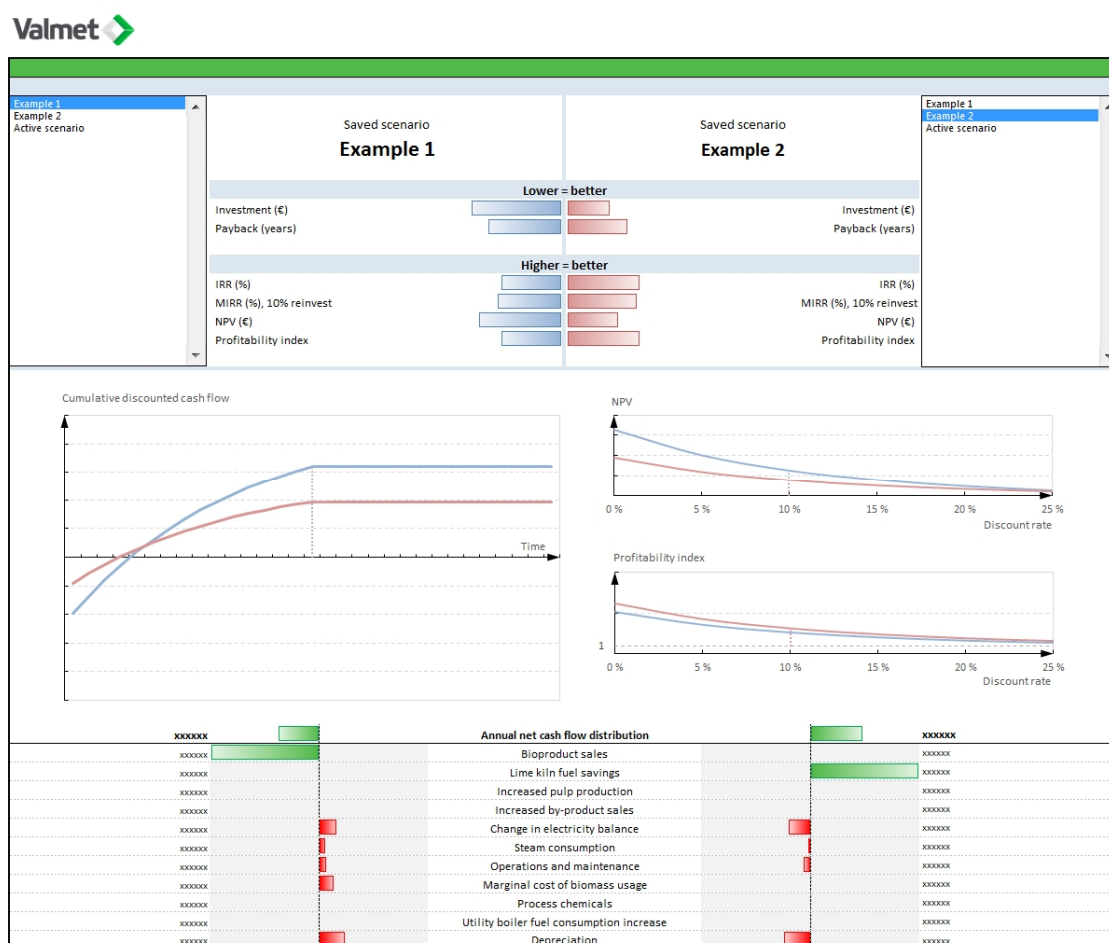 Valmet
Example 1
Example 2
Active scenario
Saved scenario
Example 1
Saved scenario
Example 2
Example 1
Example 2
Active scenario
Lower = better
Investment (€) Investment (€)
Payback (years) Payback (years)
Higher = better
IRR (%) IRR (%)
MIRR (%), 10% reinvest MIRR (%), 10% reinvest
NPV (€) NPV (€)
Profitability index Profitability index
Cumulative discounted cash flow
Time
NPV
0 % 5 % 10 % 15 % 20 % 25 %
Discount rate
Profitability index
1
0 % 5 % 10 % 15 % 20 % 25 %
Discount rate
xxxxxx Annual net cash flow distribution xxxxxx
xxxxxx Bioproduct sales xxxxxx
xxxxxx Lime kiln fuel savings xxxxxx
xxxxxx Increased pulp production xxxxxx
xxxxxx Increased by-product sales xxxxxx
xxxxxx Change in electricity balance xxxxxx
xxxxxx Steam consumption xxxxxx
xxxxxx Operations and maintenance xxxxxx
xxxxxx Marginal cost of biomass usage xxxxxx
xxxxxx Process chemicals xxxxxx
xxxxxx Utility boiler fuel consumption increase xxxxxx
xxxxxx Depreciation xxxxxx